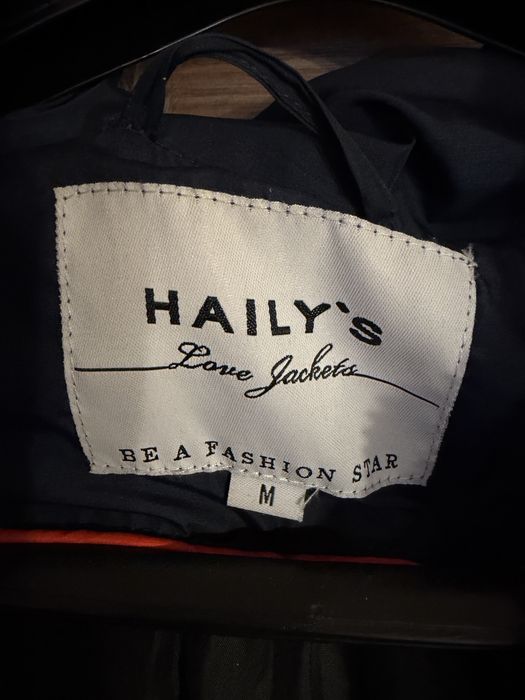 HAILY'S
Love Jackets
BE A FASHION STAR
M